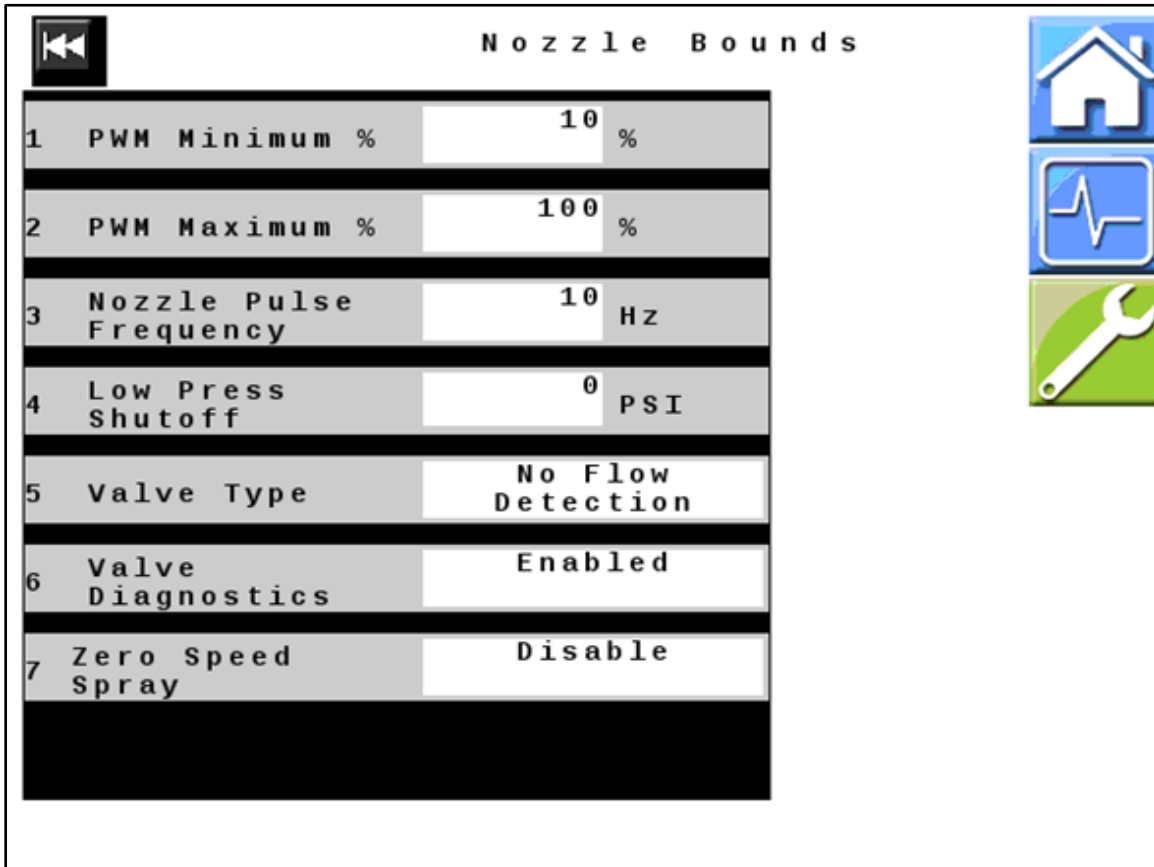 Nozzle Bounds
1 PWM Minimum % 10 %
2 PWM Maximum % 100 %
3 Nozzle Pulse
Frequency 10 Hz
4 Low Press
Shutoff 0 PSI
5 Valve Type No Flow
Detection
6 Valve
Diagnostics Enabled
7 Zero Speed
Spray Disable